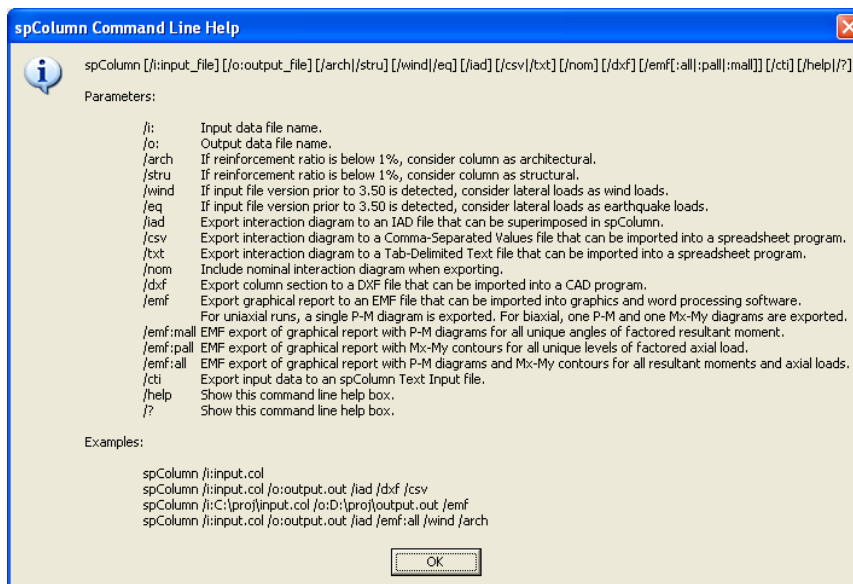 spColumn Command Line Help
spColumn [/i:input_file] [/o:output_file] [/arch|/stru] [/wind|/eq] [/iad] [/csv|/txt] [/nom] [/dxf] [/emf[:all|:pall|:mall]] [/cti] [/help|/?]
Parameters:
/i: Input data file name.
/o: Output data file name.
/arch If reinforcement ratio is below 1%, consider column as architectural.
/stru If reinforcement ratio is below 1%, consider column as structural.
/wind If input file version prior to 3.50 is detected, consider lateral loads as wind loads.
/eq If input file version prior to 3.50 is detected, consider lateral loads as earthquake loads.
/iad Export interaction diagram to an IAD file that can be superimposed in spColumn.
/csv Export interaction diagram to a Comma-Separated Values file that can be imported into a spreadsheet program.
/txt Export interaction diagram to a Tab-Delimited Text file that can be imported into a spreadsheet program.
/nom Include nominal interaction diagram when exporting.
/dxf Export column section to a DXF file that can be imported into a CAD program.
/emf Export graphical report to an EMF file that can be imported into graphics and word processing software.
For uniaxial runs, a single P-M diagram is exported. For biaxial, one P-M and one Mx-My diagrams are exported.
/emf:mall EMF export of graphical report with P-M diagrams for all unique angles of factored resultant moment.
/emf:pall EMF export of graphical report with Mx-My contours for all unique levels of factored axial load.
/emf:all EMF export of graphical report with P-M diagrams and Mx-My contours for all resultant moments and axial loads.
/cti Export input data to an spColumn Text Input file.
/help Show this command line help box.
/? Show this command line help box.
Examples:
spColumn /i:input.col
spColumn /i:input.col /o:output.out /iad /dxf /csv
spColumn /i:C:\proj\input.col /o:D:\proj\output.out /emf
spColumn /i:input.col /o:output.out /iad /emf:all /wind /arch
OK